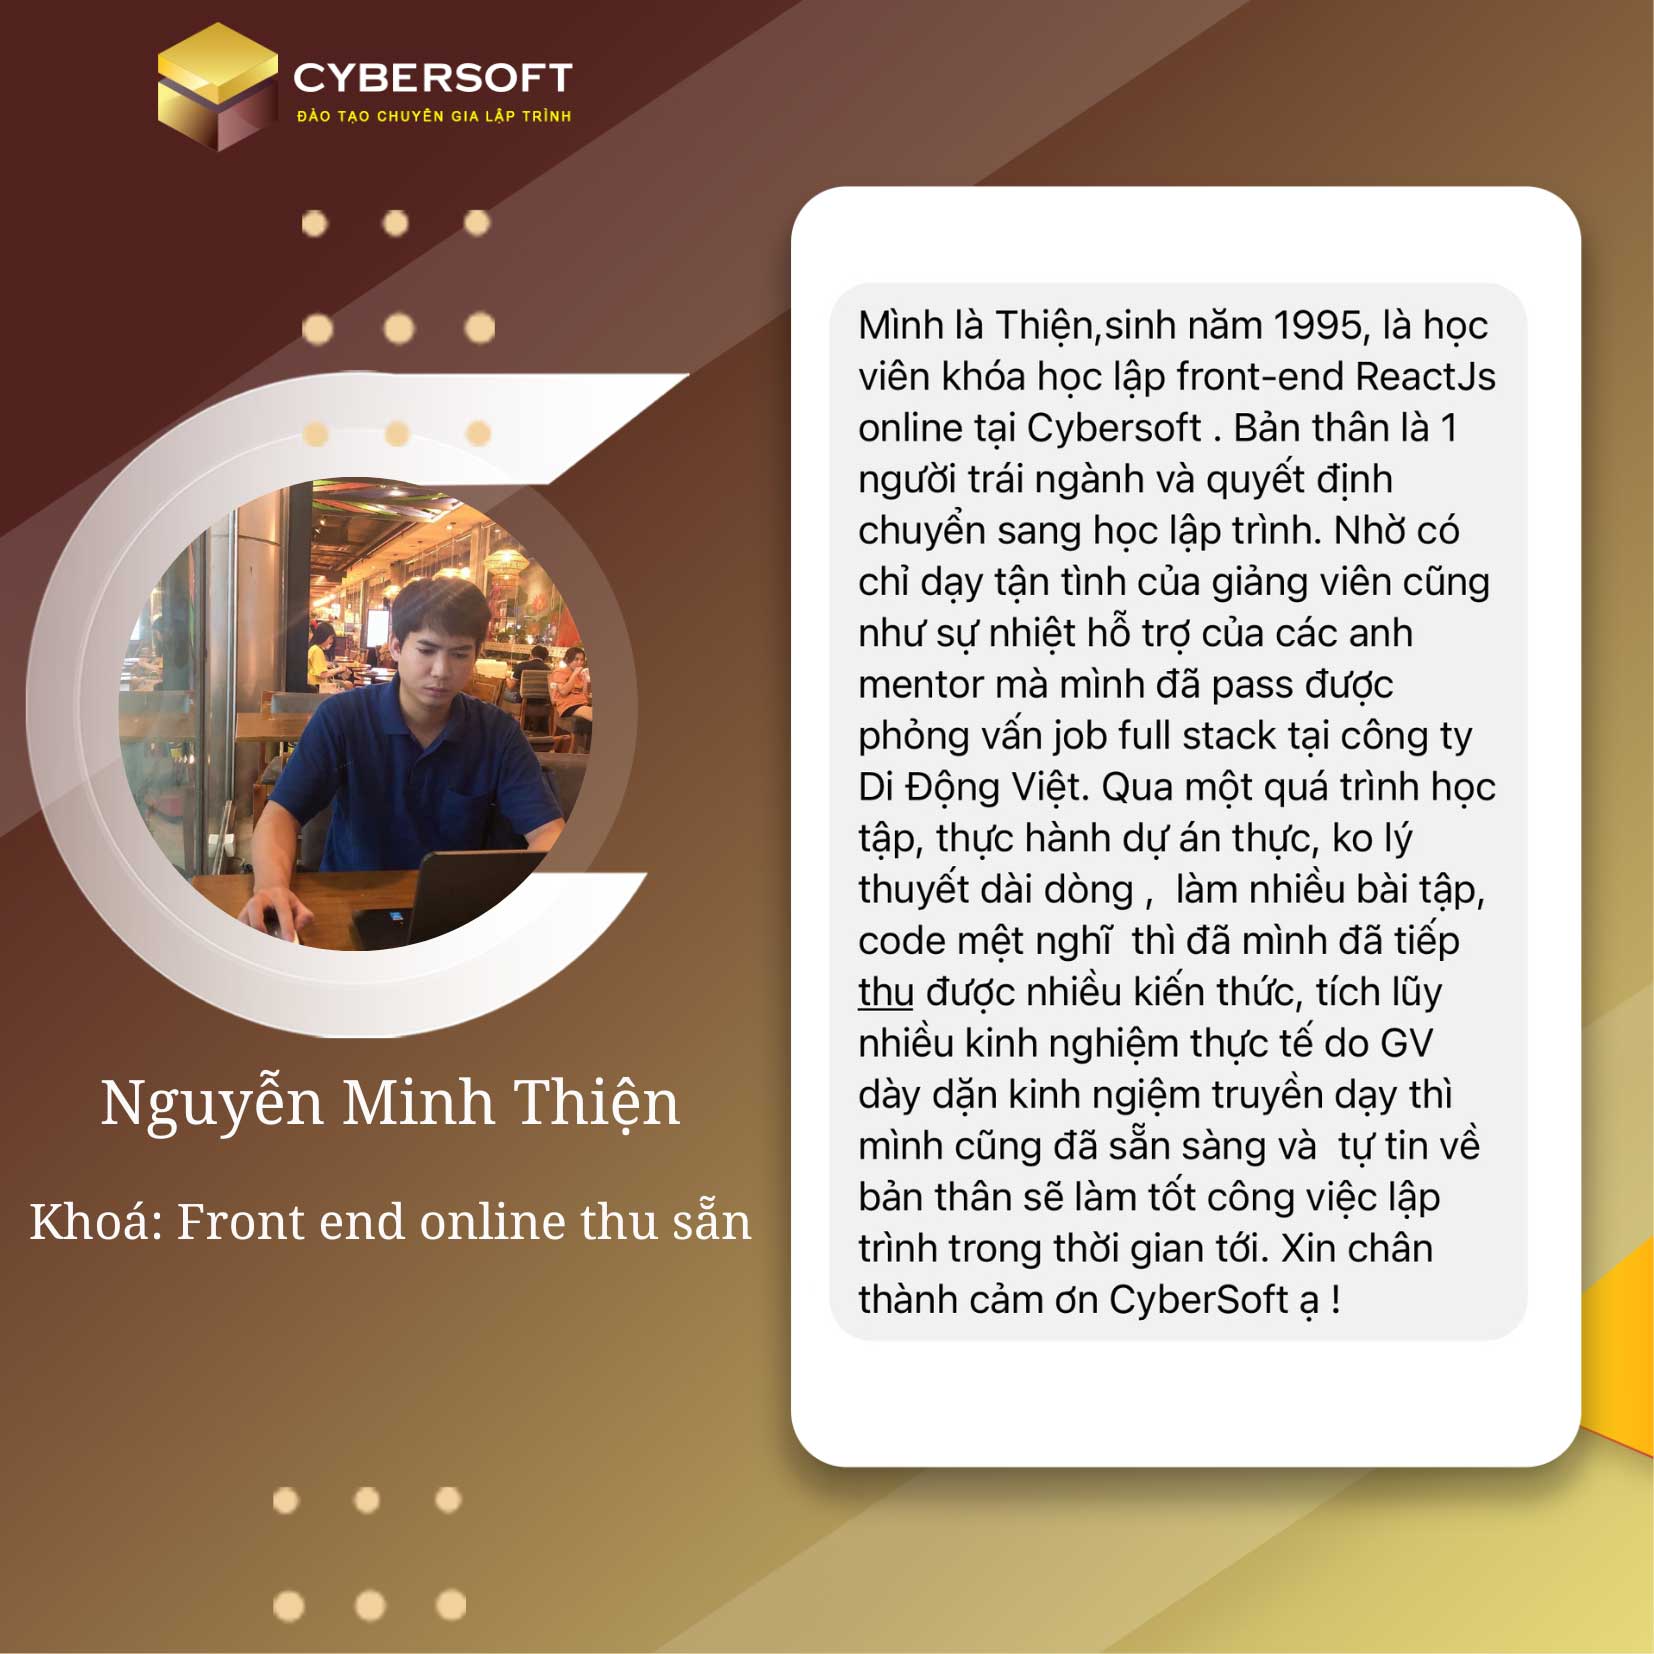 CYBERSOFT
ĐÀO TẠO CHUYÊN GIA LẬP TRÌNH
Mình là Thiện,sinh năm 1995, là học
viên khóa học lập front-end ReactJs
online tại Cybersoft . Bản thân là 1
người trái ngành và quyết định
chuyển sang học lập trình. Nhờ có
chỉ dạy tận tình của giảng viên cũng
như sự nhiệt hỗ trợ của các anh
mentor mà mình đã pass được
phỏng vấn job full stack tại công ty
Di Động Việt. Qua một quá trình học
tập, thực hành dự án thực, ko lý
thuyết dài dòng ,  làm nhiều bài tập,
code mệt nghĩ  thì đã mình đã tiếp
thu được nhiều kiến thức, tích lũy
nhiều kinh nghiệm thực tế do GV
dày dặn kinh ngiệm truyền dạy thì
mình cũng đã sẵn sàng và  tự tin về
bản thân sẽ làm tốt công việc lập
trình trong thời gian tới. Xin chân
thành cảm ơn CyberSoft ạ !
Nguyễn Minh Thiện
Khoá: Front end online thu sẵn